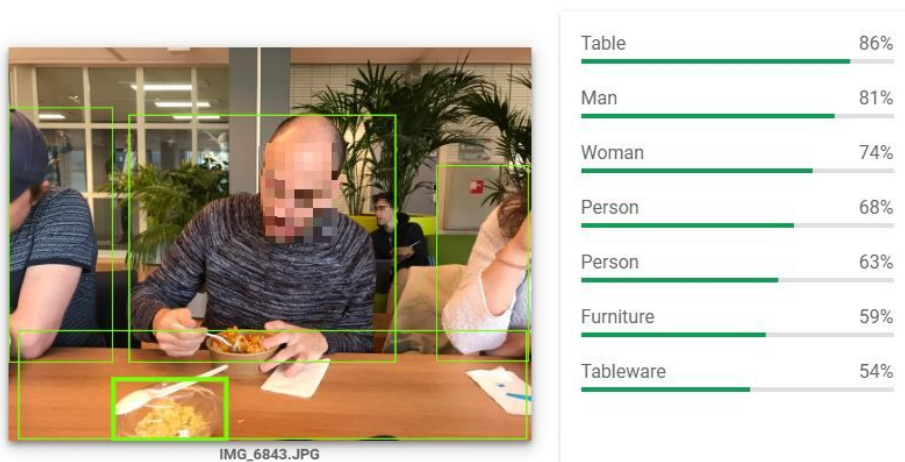 Table 86%
Man 81%
Woman 74%
Person 68%
Person 63%
Furniture 59%
Tableware 54%
IMG_6843.JPG